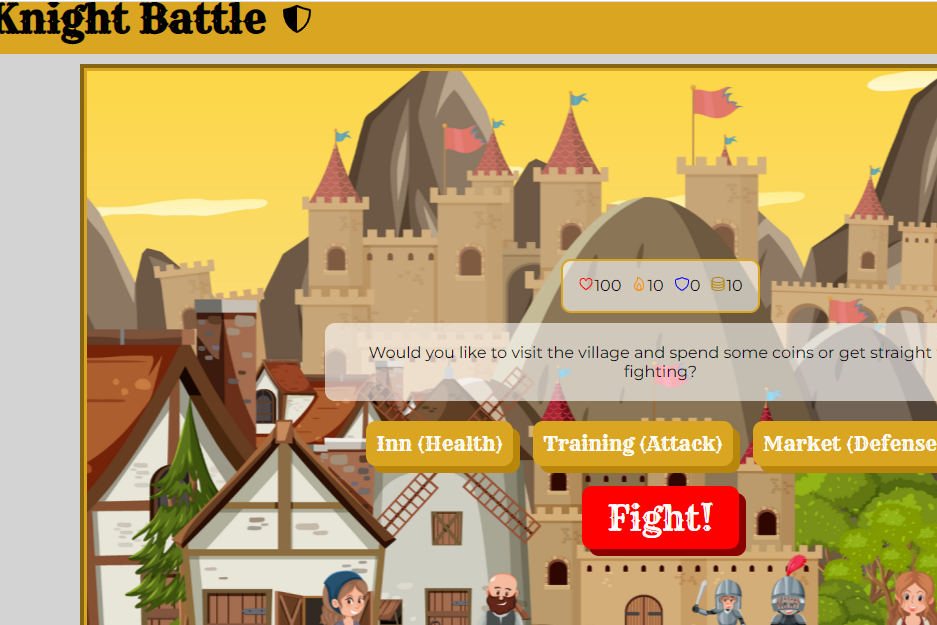 Knight Battle
100 10 0 10
Would you like to visit the village and spend some coins or get straight
fighting?
Inn (Health) Training (Attack) Market (Defense
Fight!